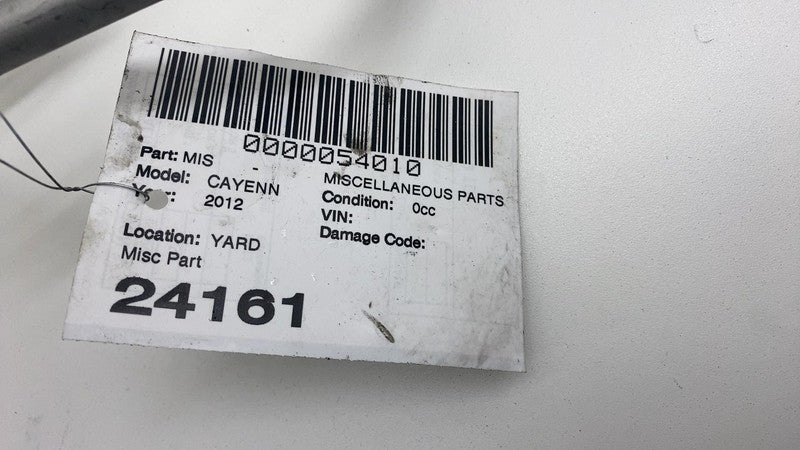 0000054010
Part: MIS - MISCELLANEOUS PARTS
Model: CAYENN Condition: 0cc
Year: 2012 VIN:
Damage Code:
Location: YARD
Misc Part
24161